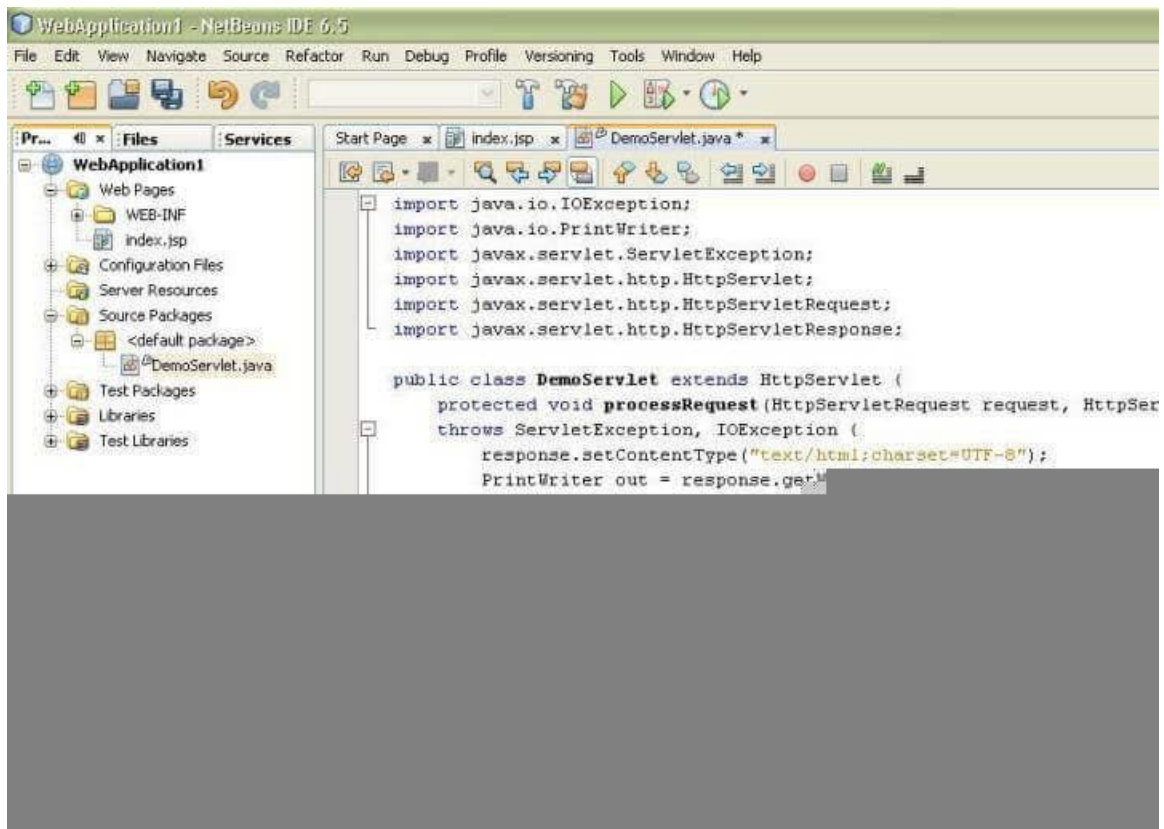 WebApplication1 - NetBeans IDE 6.5
File Edit View Navigate Source Refactor Run Debug Profile Versioning Tools Window Help
Pr... Files Services
WebApplication1
Web Pages
WEB-INF
index.jsp
Configuration Files
Server Resources
Source Packages
<default package>
DemoServlet.java
Test Packages
Libraries
Test Libraries
Start Page index.jsp DemoServlet.java *
import java.io.IOException;
import java.io.PrintWriter;
import javax.servlet.ServletException;
import javax.servlet.http.HttpServlet;
import javax.servlet.http.HttpServletRequest;
import javax.servlet.http.HttpServletResponse;
public class DemoServlet extends HttpServlet {
protected void processRequest(HttpServletRequest request, HttpSer
throws ServletException, IOException {
response.setContentType("text/html;charset=UTF-8");
PrintWriter out = response.get